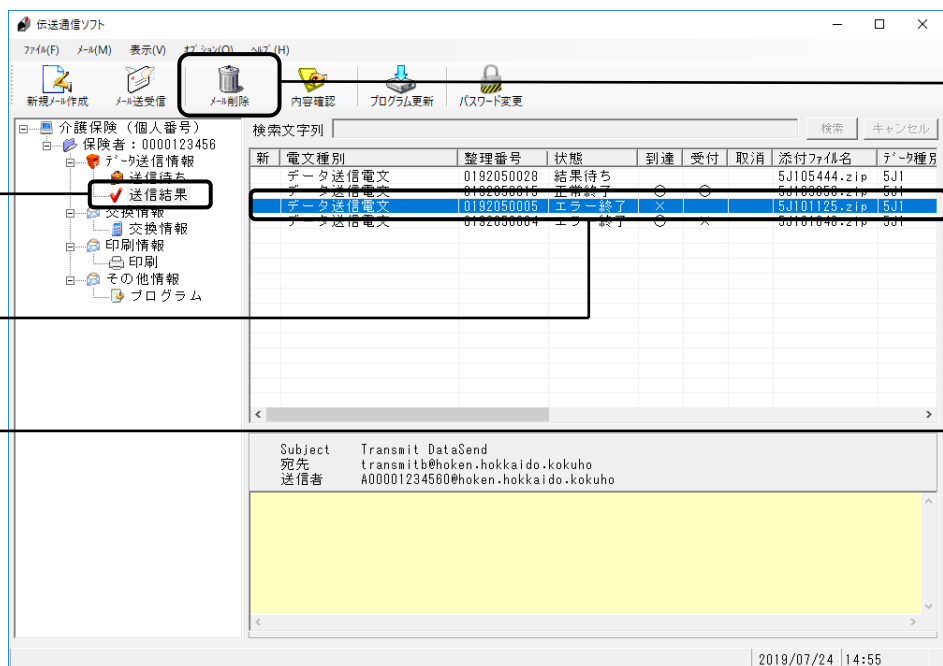 伝送通信ソフト
ファイル(F) メール(M) 表示(V) オプション(O) ヘルプ(H)
新規メール作成 メール送受信 メール削除 内容確認 プログラム更新 パスワード変更
介護保険（個人番号）
保険者：0000123456
データ送信情報
送信待ち
送信結果
交換情報
交換情報
印刷情報
印刷
その他情報
プログラム
検索文字列 検索 キャンセル
新 電文種別 整理番号 状態 到達 受付 取消 添付ファイル名 データ種別
データ送信電文 0192050028 結果待ち 5J105444.zip 5J1
データ送信電文 正常終了 ○ ○ 5J1
データ送信電文 0192050005 エラー終了 × 5J101125.zip 5J1
データ送信電文 0192050004 エラー終了 ○ × 5J1
Subject Transmit DataSend
宛先 transmitb@hoken.hokkaido.kokuho
送信者 A00001234560@hoken.hokkaido.kokuho
2019/07/24 14:55